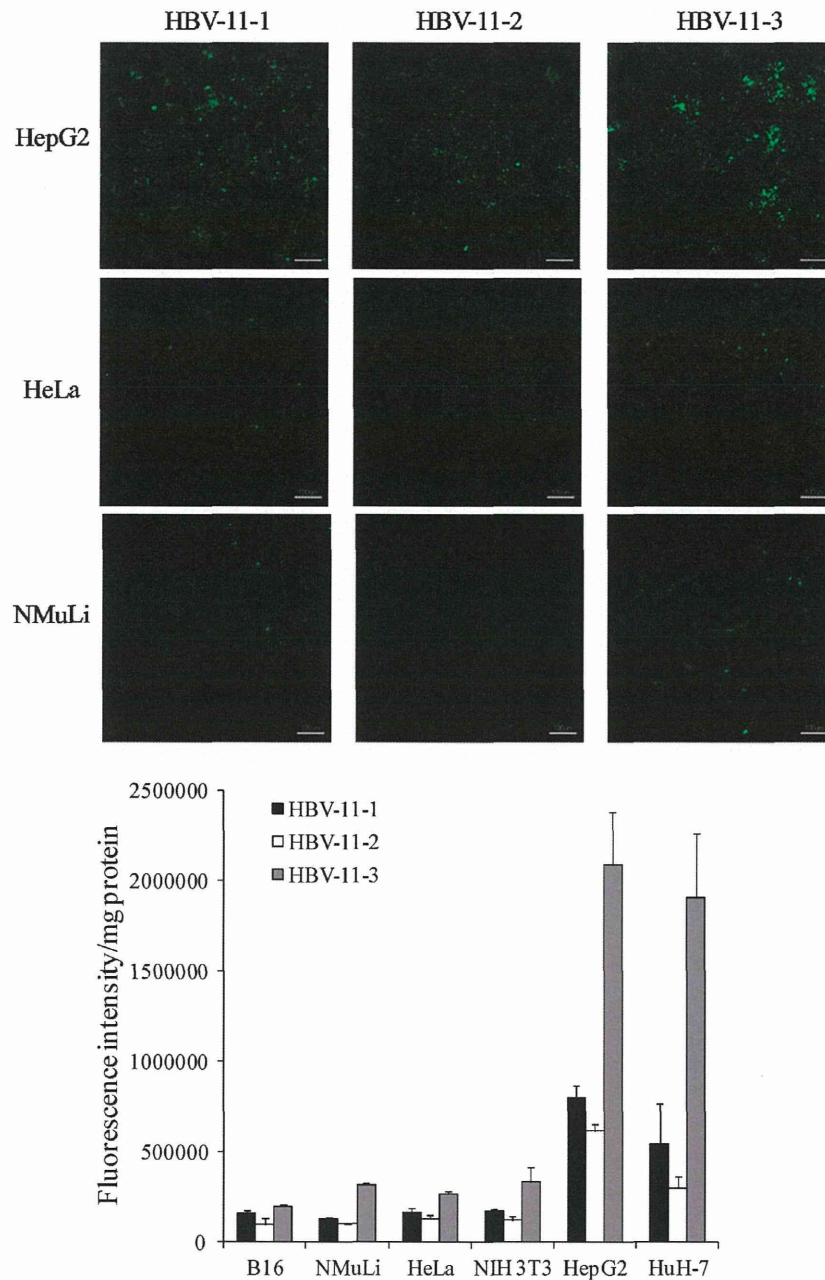 HBV-11-1 HBV-11-2 HBV-11-3
HepG2
HeLa
NMuLi
Fluorescence intensity/mg protein
2500000
2000000
1500000
1000000
500000
0
HBV-11-1
HBV-11-2
HBV-11-3
B16 NMuLi HeLa NIH 3T3 HepG2 HuH-7